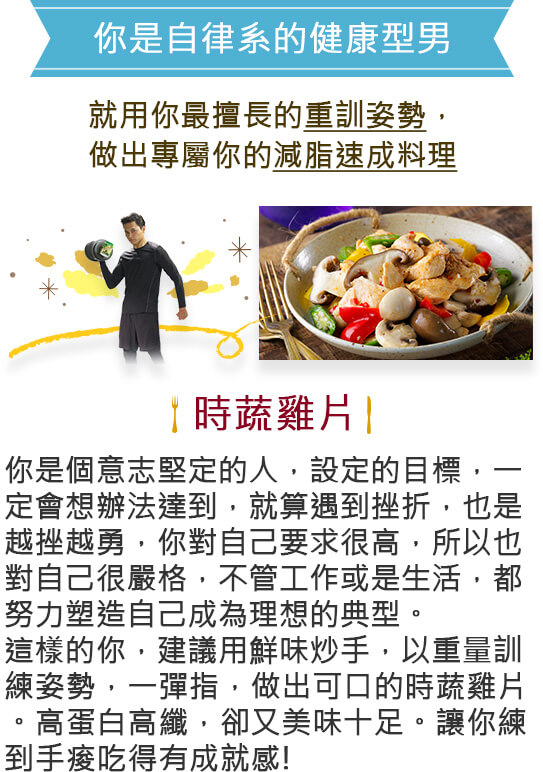 你是自律系的健康型男
就用你最擅長的重訓姿勢，
做出專屬你的減脂速成料理
時蔬雞片
你是個意志堅定的人，設定的目標，一
定會想辦法達到，就算遇到挫折，也是
越挫越勇，你對自己要求很高，所以也
對自己很嚴格，不管工作或是生活，都
努力塑造自己成為理想的典型。
這樣的你，建議用鮮味炒手，以重量訓
練姿勢，一彈指，做出可口的時蔬雞片
。高蛋白高纖，卻又美味十足。讓你練
到手痠吃得有成就感!